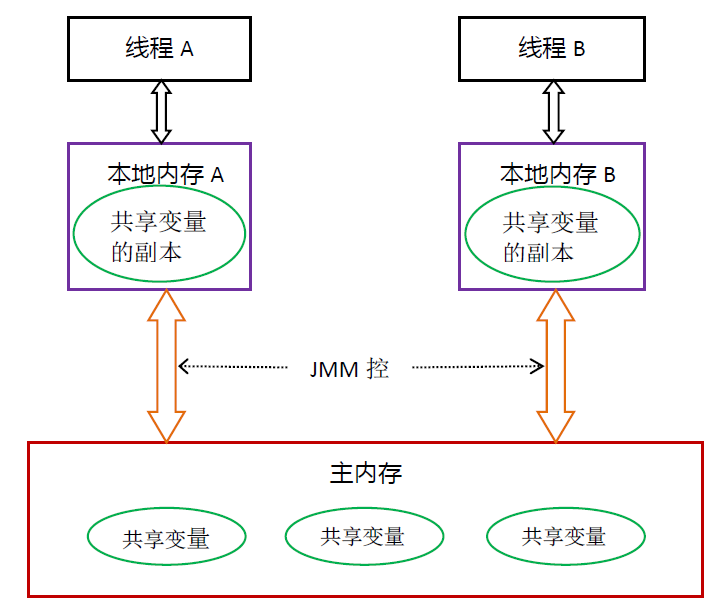 线程 A
线程 B
本地内存 A
本地内存 B
共享变量
的副本
共享变量
的副本
JMM 控
主内存
共享变量
共享变量
共享变量